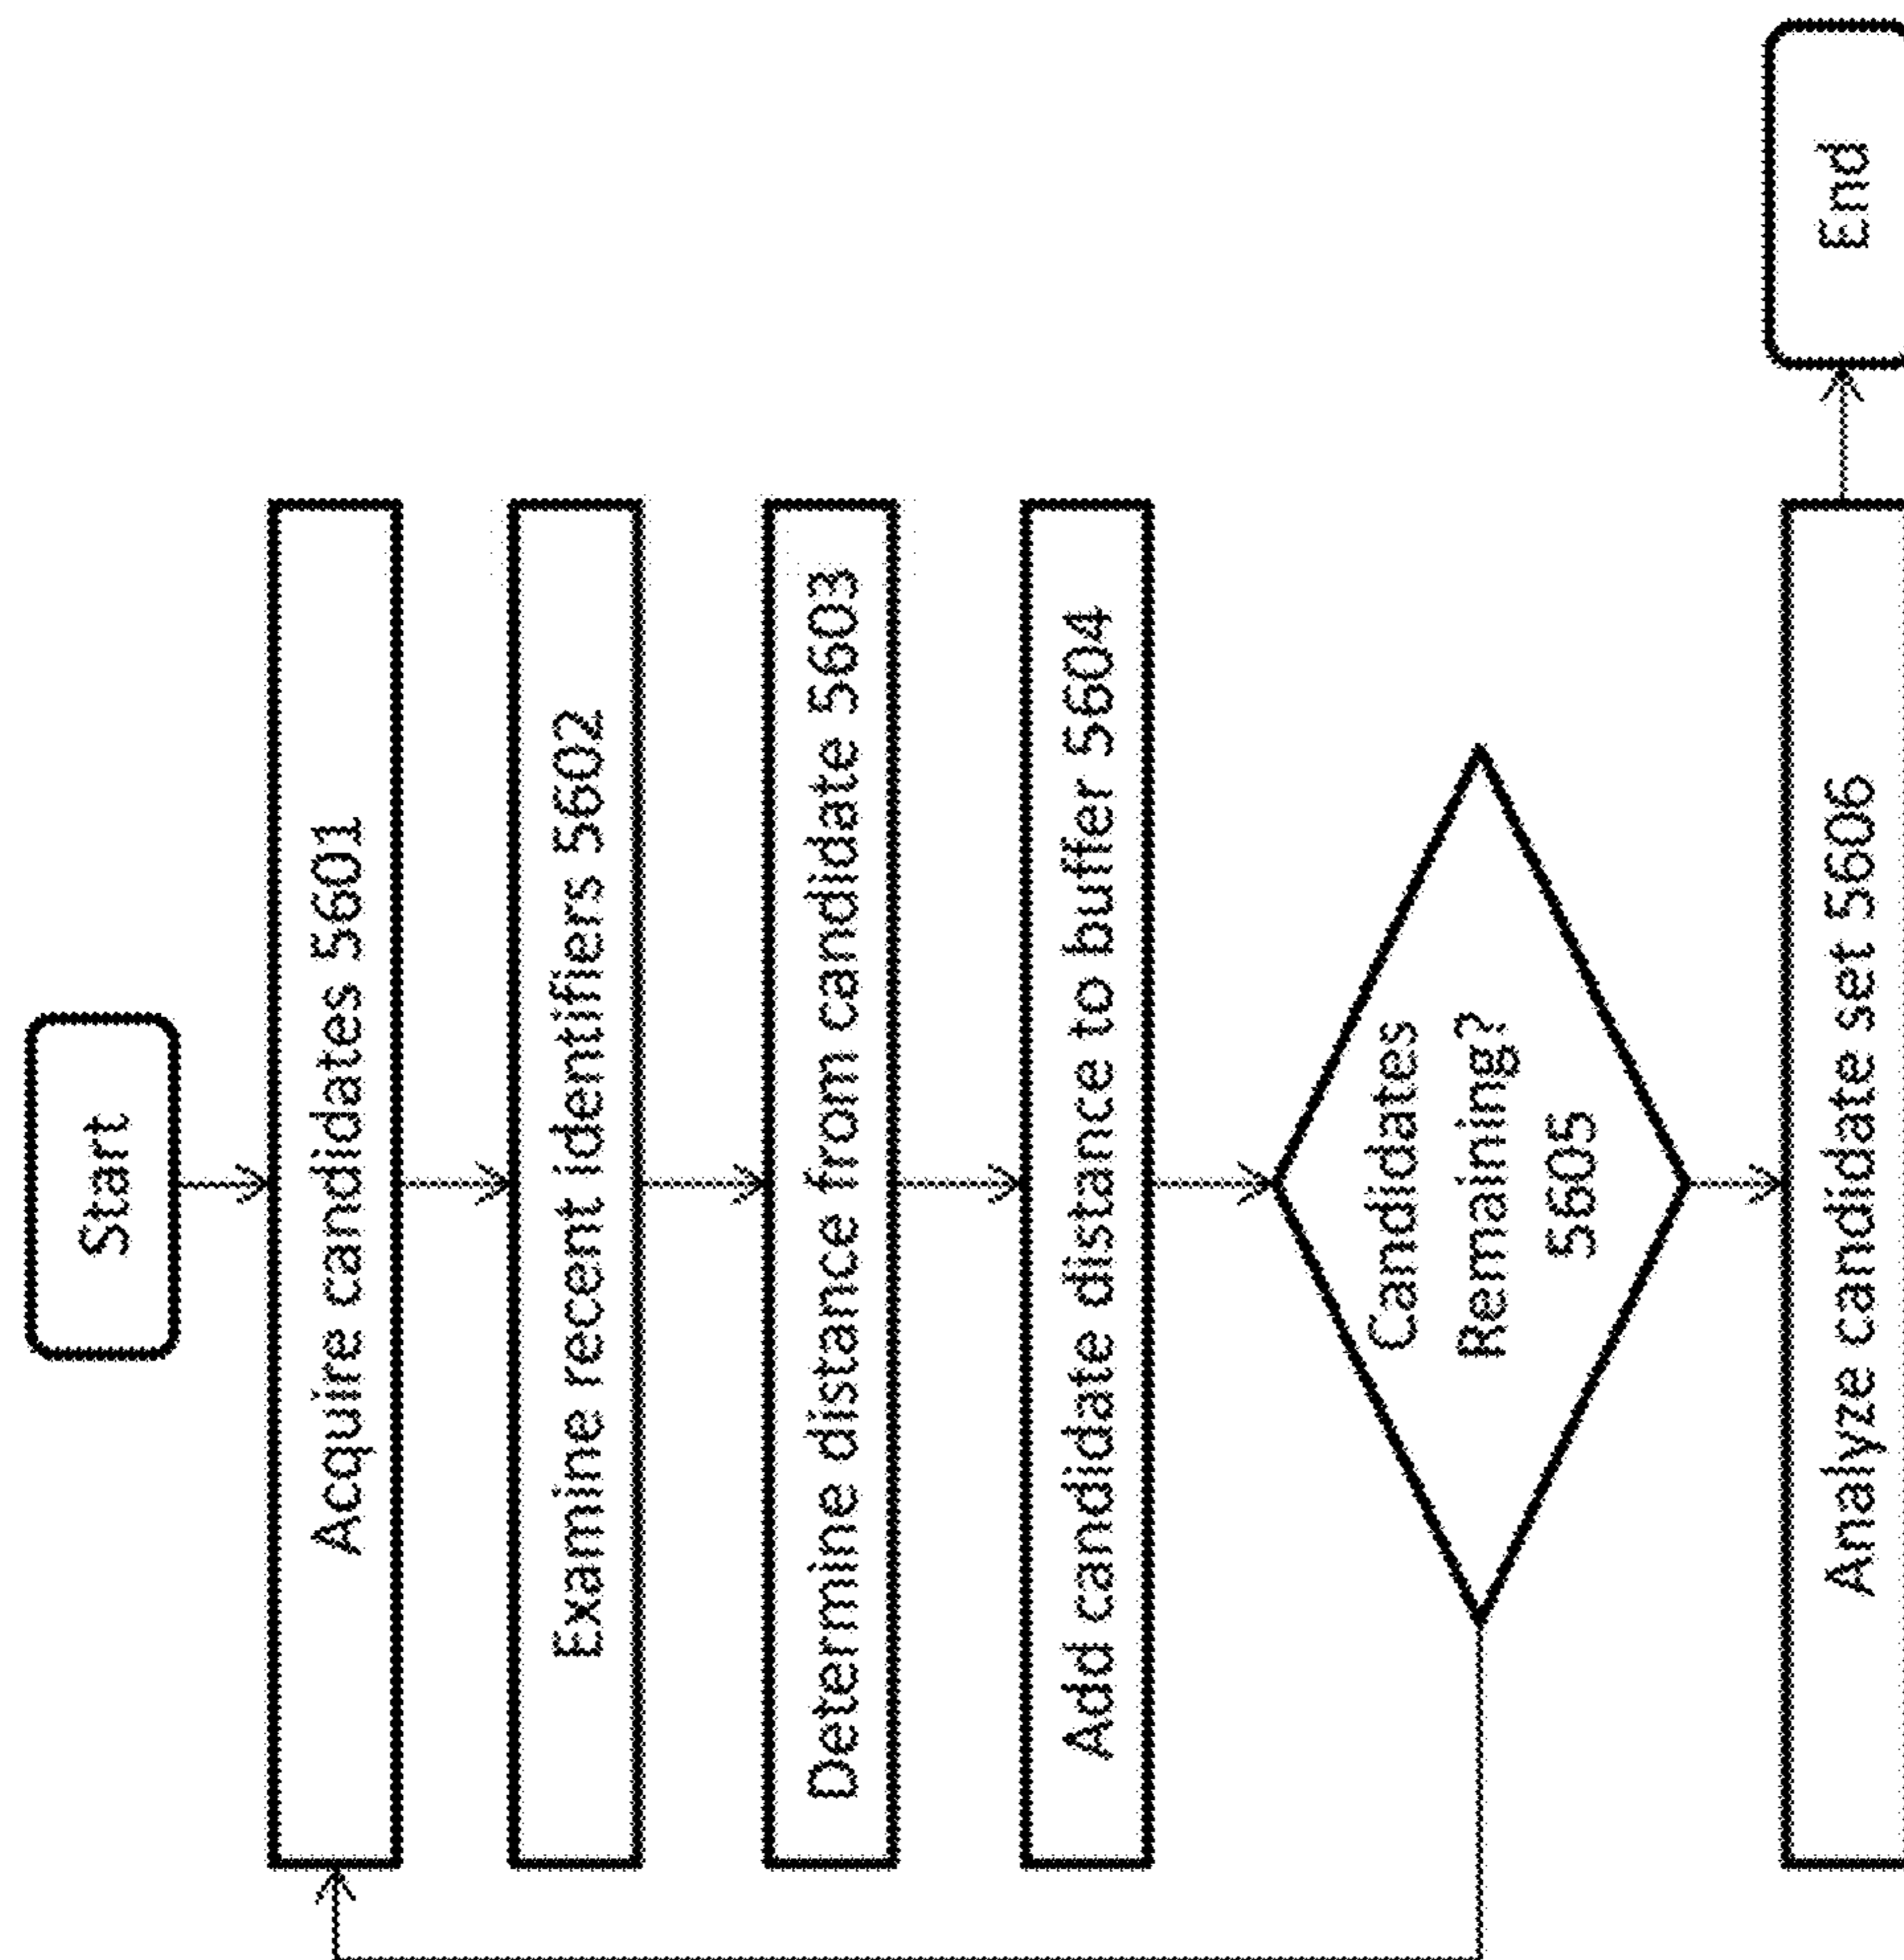 Start
Acquire candidates 5601
Examine recent identifiers 5602
Determine distance from candidate 5603
Add candidate distance to buffer 5604
Candidates
Remaining?
5605
Analyze candidate set 5606
End